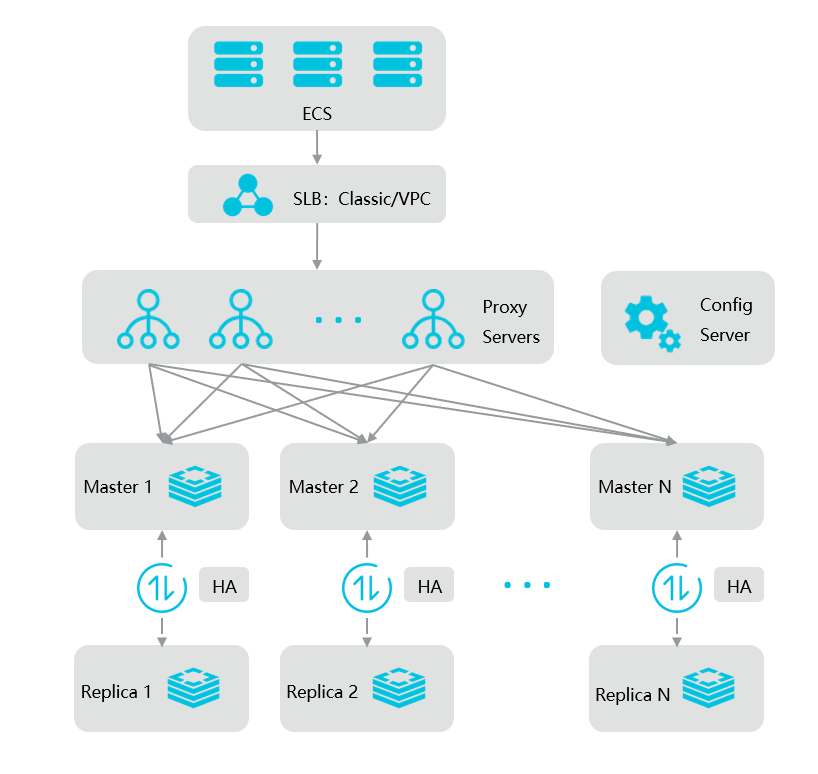 ECS
SLB：Classic/VPC
Proxy
Servers
Config
Server
Master 1
Master 2
Master N
HA
HA
HA
Replica 1
Replica 2
Replica N